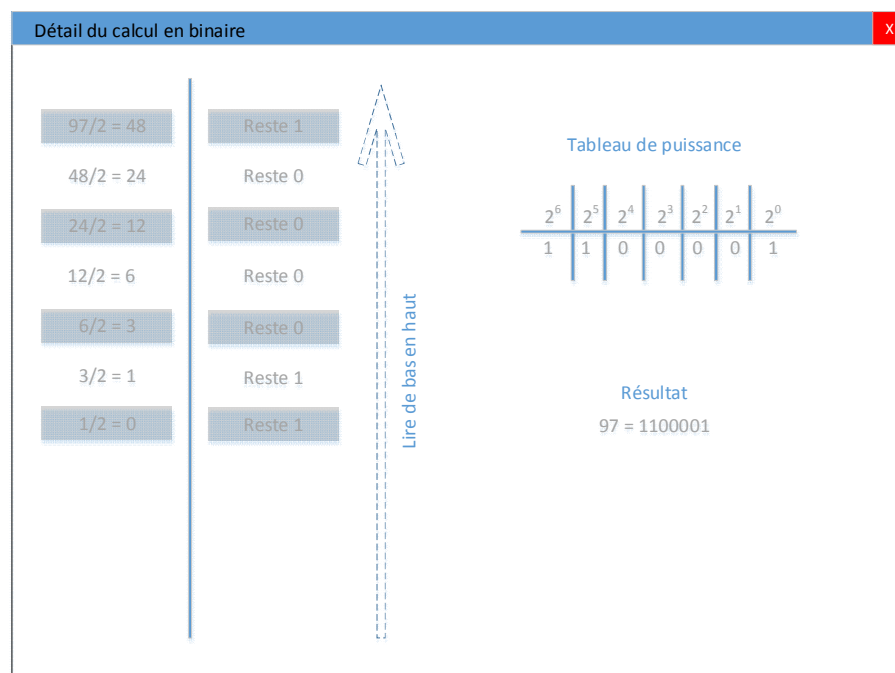 Détail du calcul en binaire
X
97/2 = 48 Reste 1
48/2 = 24 Reste 0
24/2 = 12 Reste 0
12/2 = 6 Reste 0
6/2 = 3 Reste 0
3/2 = 1 Reste 1
1/2 = 0 Reste 1
Lire de bas en haut
Tableau de puissance
2⁶ 2⁵ 2⁴ 2³ 2² 2¹ 2⁰
1 1 0 0 0 0 1
Résultat
97 = 1100001